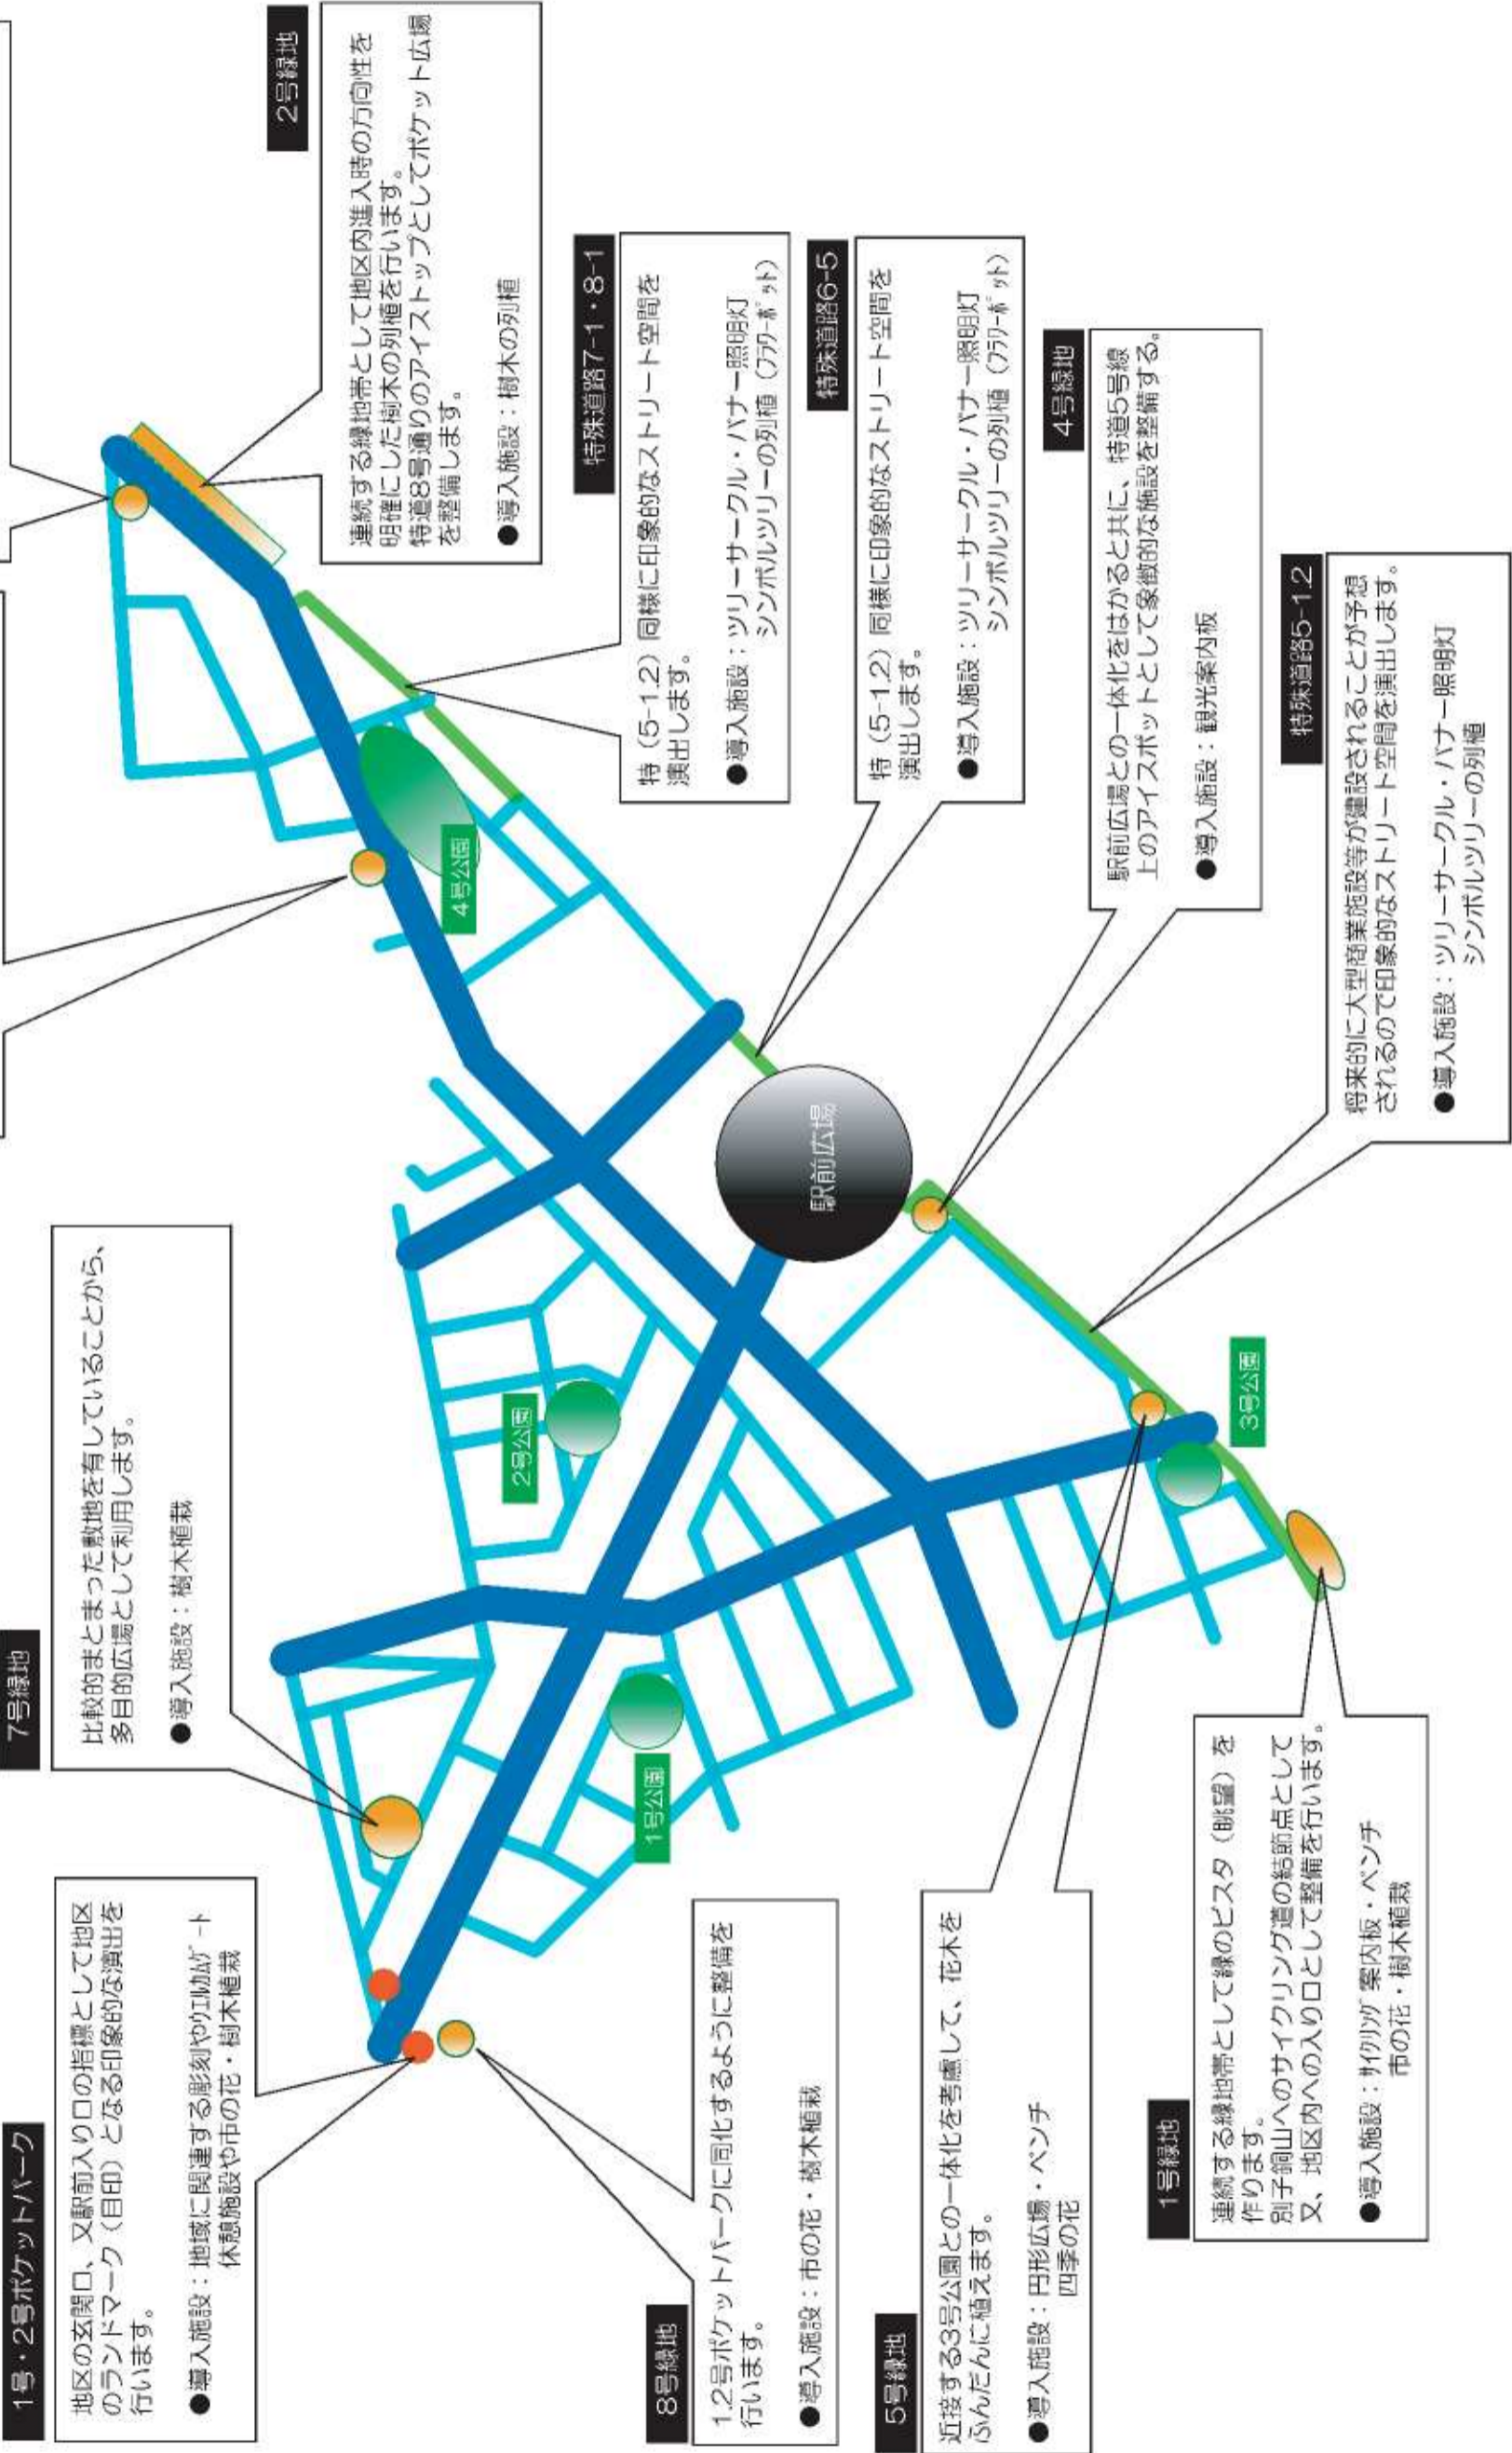 1号・2号ポケットパーク
地区の玄関口、又駅前入り口の指標として地区
のランドマーク（目印）となる印象的な演出を
行います。
●導入施設：地域に関連する彫刻やｳｪﾙｶﾑｹﾞｰﾄ
休憩施設や市の花・樹木植栽
7号緑地
比較的まとまった敷地を有していることから、
多目的広場として利用します。
●導入施設：樹木植栽
2号緑地
連続する緑地帯として地区内進入時の方向性を
明確にした樹木の列植を行います。
特道8号通りのアイストップとしてポケット広場
を整備します。
●導入施設：樹木の列植
特殊道路7-1・8-1
特（5-1.2）同様に印象的なストリート空間を
演出します。
●導入施設：ツリーサークル・バナー照明灯
シンボルツリーの列植（ﾌﾗﾜｰﾎﾟｯﾄ）
特殊道路6-5
特（5-1.2）同様に印象的なストリート空間を
演出します。
●導入施設：ツリーサークル・バナー照明灯
シンボルツリーの列植（ﾌﾗﾜｰﾎﾟｯﾄ）
4号緑地
駅前広場との一体化をはかると共に、特道5号線
上のアイスポットとして象徴的な施設を整備する。
●導入施設：観光案内板
特殊道路5-1.2
将来的に大型商業施設等が建設されることが予想
されるので印象的なストリート空間を演出します。
●導入施設：ツリーサークル・バナー照明灯
シンボルツリーの列植
4号公園
2号公園
駅前広場
1号公園
3号公園
8号緑地
1.2号ポケットパークに同化するように整備を
行います。
●導入施設：市の花・樹木植栽
5号緑地
近接する3号公園との一体化を考慮して、花木を
ふんだんに植えます。
●導入施設：円形広場・ベンチ
四季の花
1号緑地
連続する緑地帯として緑のビスタ（眺望）を
作ります。
別子銅山へのサイクリング道の結節点として
又、地区内への入り口として整備を行います。
●導入施設：ｻｲｸﾘﾝｸﾞ案内板・ベンチ
市の花・樹木植栽